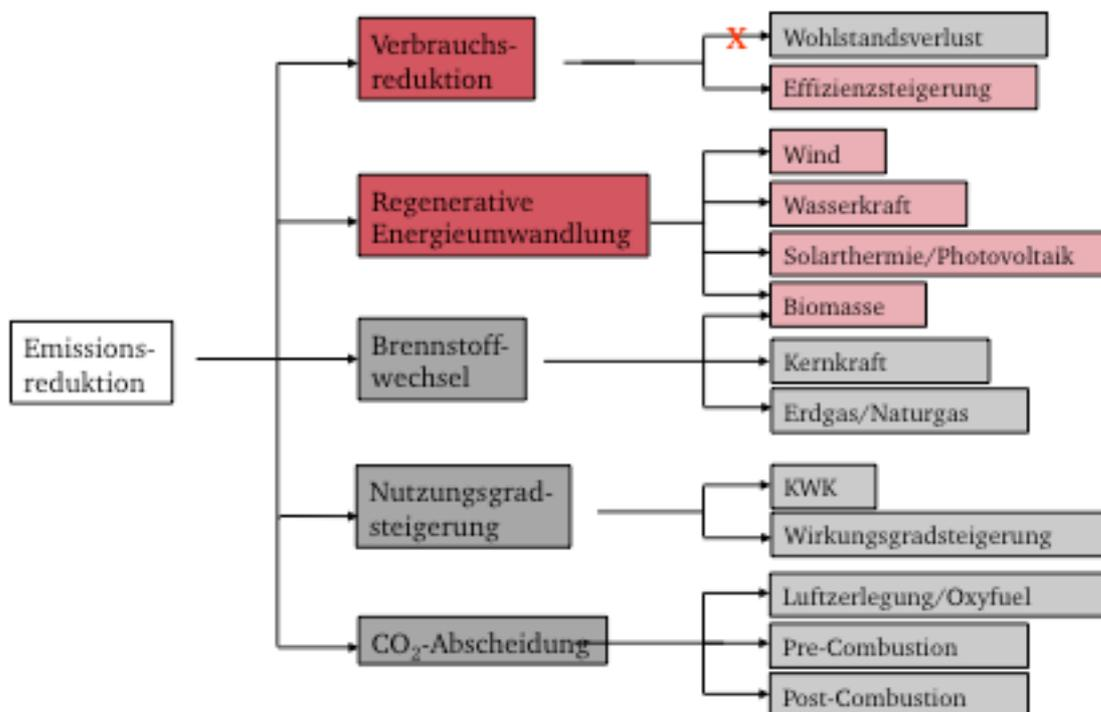 Emissions-
reduktion
Verbrauchs-
reduktion
X
Wohlstandsverlust
Effizienzsteigerung
Regenerative
Energieumwandlung
Wind
Wasserkraft
Solarthermie/Photovoltaik
Biomasse
Brennstoff-
wechsel
Kernkraft
Erdgas/Naturgas
Nutzungsgrad-
steigerung
KWK
Wirkungsgradsteigerung
CO₂-Abscheidung
Luftzerlegung/Oxyfuel
Pre-Combustion
Post-Combustion